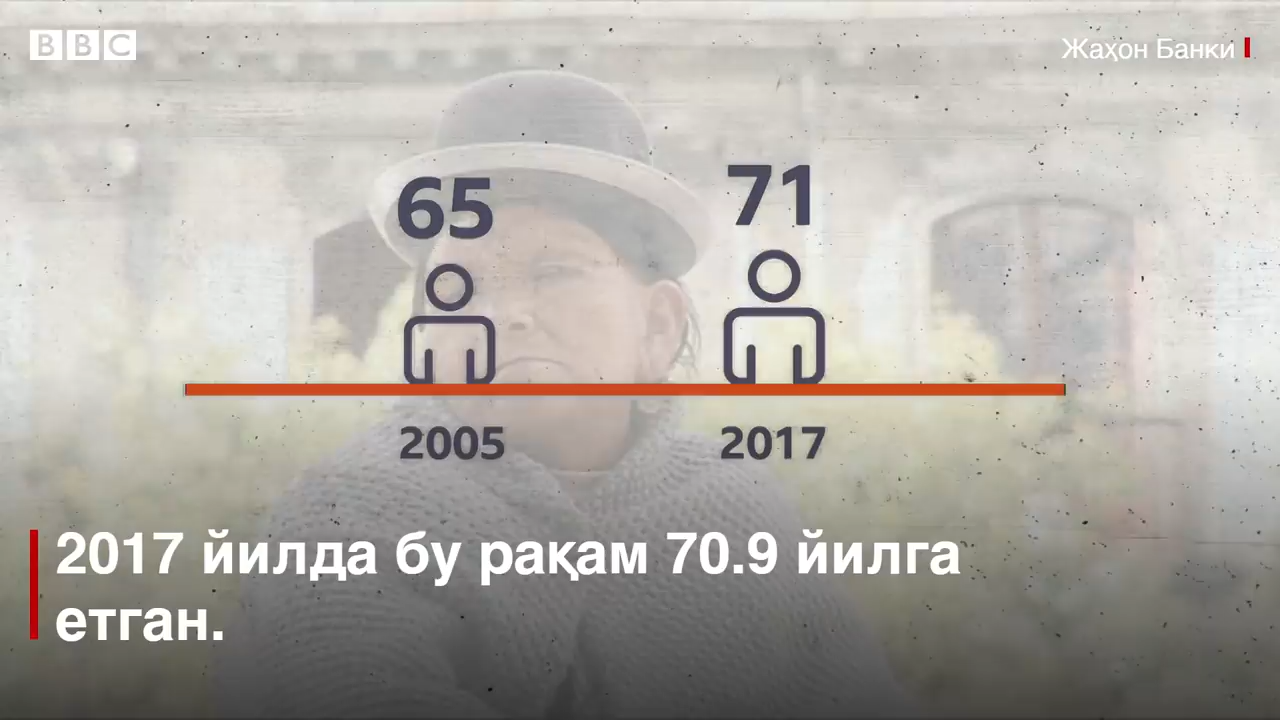 BBC
Жаҳон Банки
65
71
2005
2017
2017 йилда бу рақам 70.9 йилга
етган.